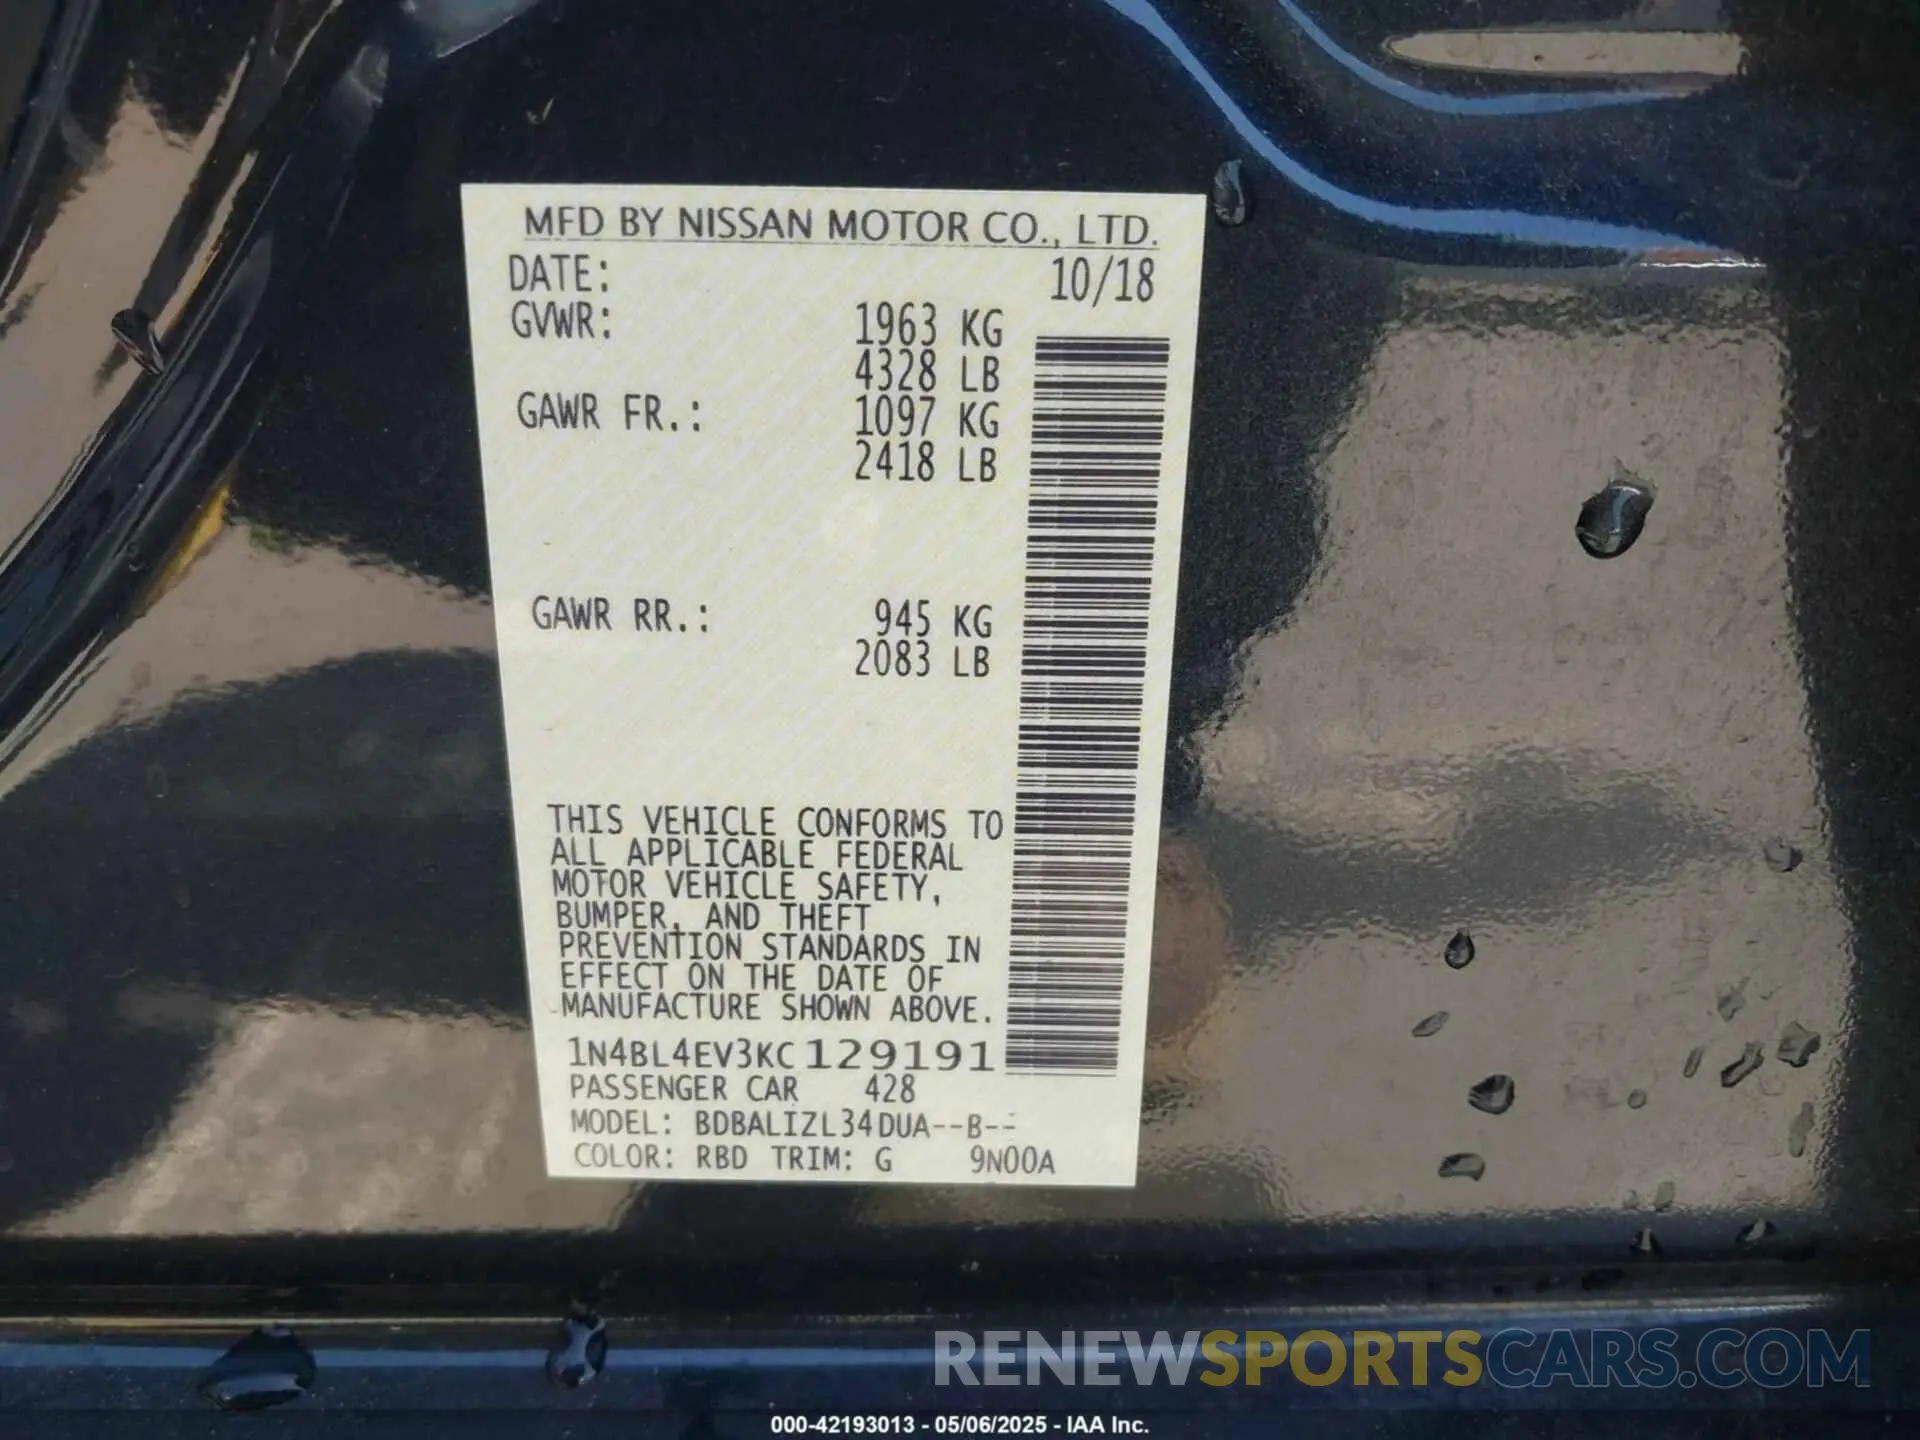 MFD BY NISSAN MOTOR CO., LTD.
DATE: 10/18
GVWR: 1963 KG
4328 LB
GAWR FR.: 1097 KG
2418 LB
GAWR RR.: 945 KG
2083 LB
THIS VEHICLE CONFORMS TO
ALL APPLICABLE FEDERAL
MOTOR VEHICLE SAFETY,
BUMPER, AND THEFT
PREVENTION STANDARDS IN
EFFECT ON THE DATE OF
MANUFACTURE SHOWN ABOVE.
1N4BL4EV3KC129191
PASSENGER CAR 428
MODEL: BDBALIZL34DUA--B--
COLOR: RBD TRIM: G 9N00A
RENEWSPORTSCARS.COM
000-42193013 - 05/06/2025 - IAA Inc.